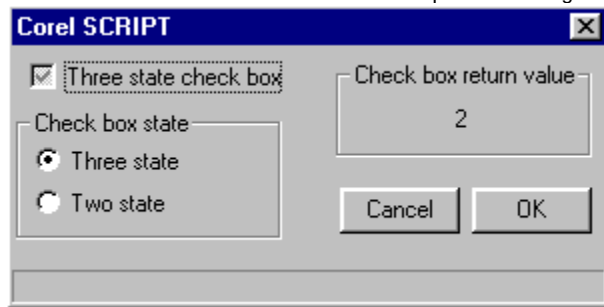 Corel SCRIPT
Three state check box
Check box return value
2
Check box state
Three state
Two state
Cancel
OK